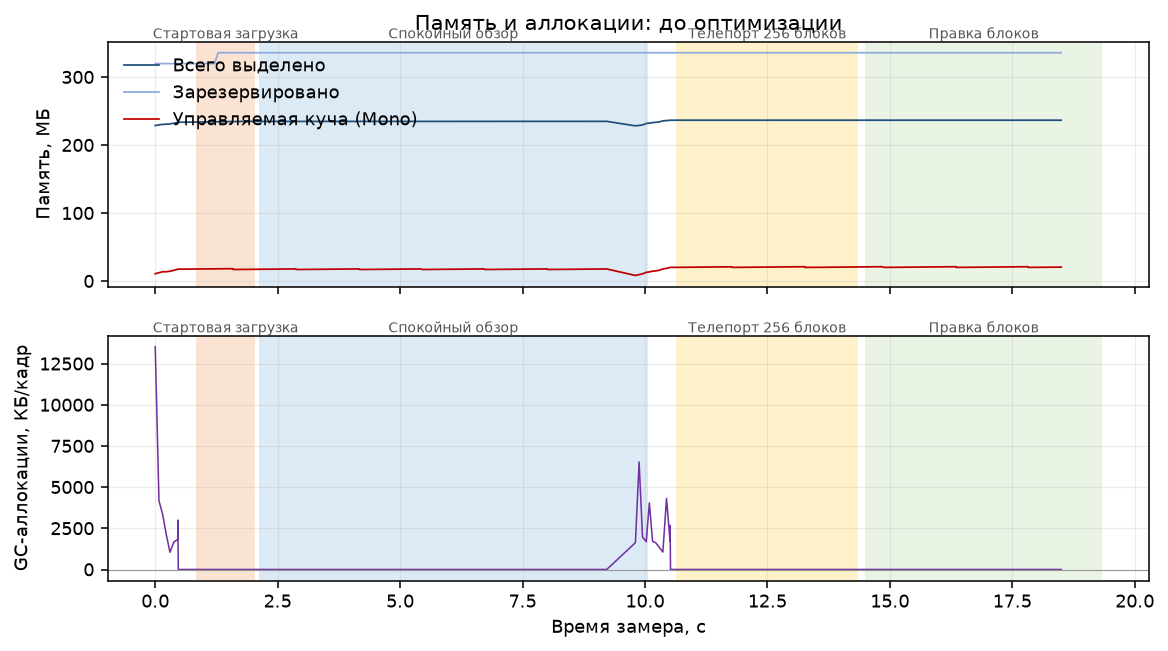 Память и аллокации: до оптимизации
Стартовая загрузка
Спокойный обзор
Телепорт 256 блоков
Правка блоков
Память, МБ
300
200
100
0
Всего выделено
Зарезервировано
Управляемая куча (Mono)
Стартовая загрузка
Спокойный обзор
Телепорт 256 блоков
Правка блоков
GC-аллокации, КБ/кадр
12500
10000
7500
5000
2500
0
0.0
2.5
5.0
7.5
10.0
12.5
15.0
17.5
20.0
Время замера, с